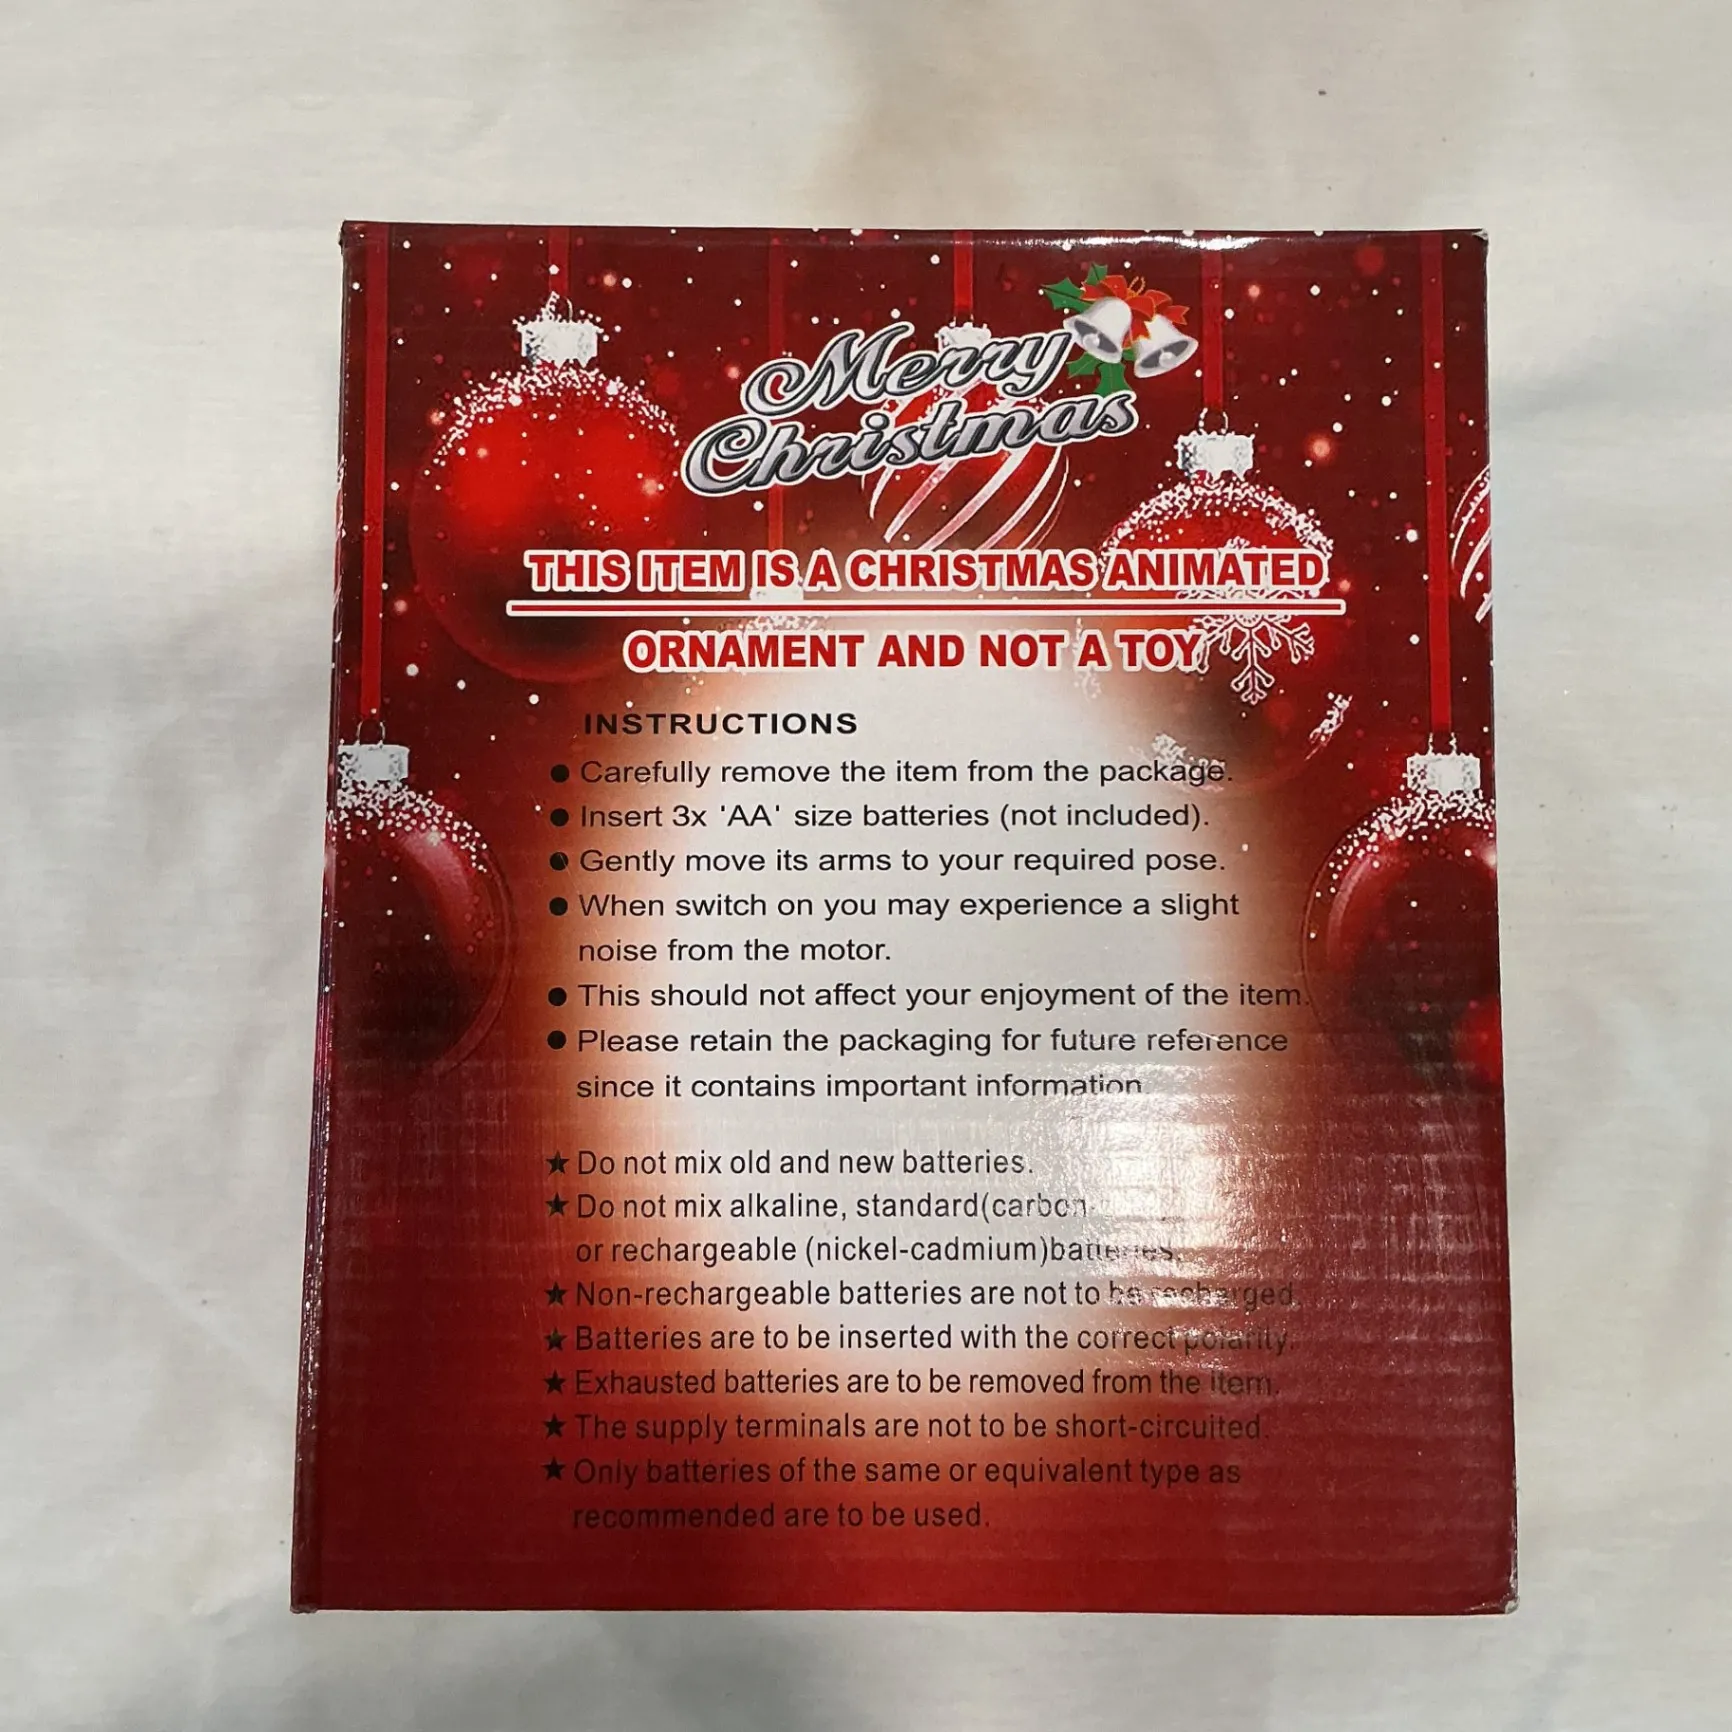 Merry
Christmas
THIS ITEM IS A CHRISTMAS ANIMATED
ORNAMENT AND NOT A TOY
INSTRUCTIONS
● Carefully remove the item from the package.
● Insert 3x 'AA' size batteries (not included).
● Gently move its arms to your required pose.
● When switch on you may experience a slight
noise from the motor.
● This should not affect your enjoyment of the item.
● Please retain the packaging for future reference
since it contains important information
★ Do not mix old and new batteries.
★ Do not mix alkaline, standard(carbon-
or rechargeable (nickel-cadmium)batteries.
★ Non-rechargeable batteries are not to be recharged.
★ Batteries are to be inserted with the correct polarity.
★ Exhausted batteries are to be removed from the item.
★ The supply terminals are not to be short-circuited.
★ Only batteries of the same or equivalent type as
recommended are to be used.